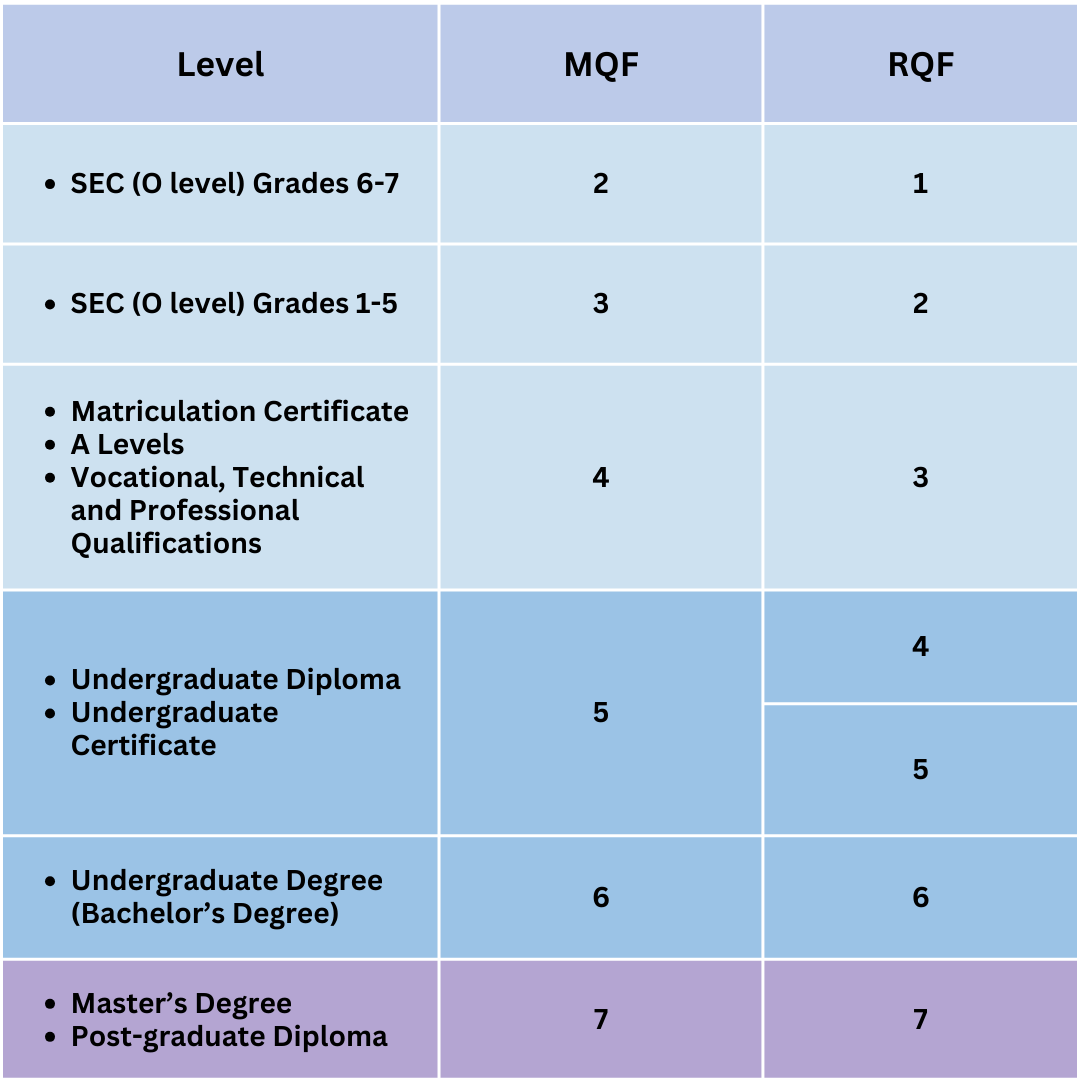 Level MQF RQF
• SEC (O level) Grades 6-7 2 1
• SEC (O level) Grades 1-5 3 2
• Matriculation Certificate
• A Levels
• Vocational, Technical
and Professional
Qualifications
4 3
• Undergraduate Diploma
• Undergraduate
Certificate
5
4
5
• Undergraduate Degree
(Bachelor’s Degree)
6 6
• Master’s Degree
• Post-graduate Diploma
7 7